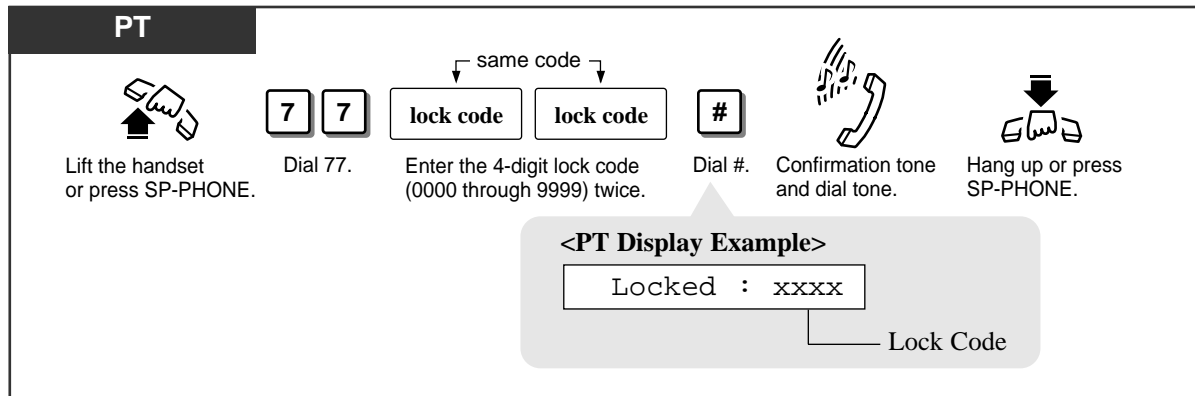 PT
same code
7 7 lock code lock code #
Lift the handset
or press SP-PHONE.
Dial 77.
Enter the 4-digit lock code
(0000 through 9999) twice.
Dial #.
Confirmation tone
and dial tone.
Hang up or press
SP-PHONE.
<PT Display Example>
Locked : xxxx
Lock Code